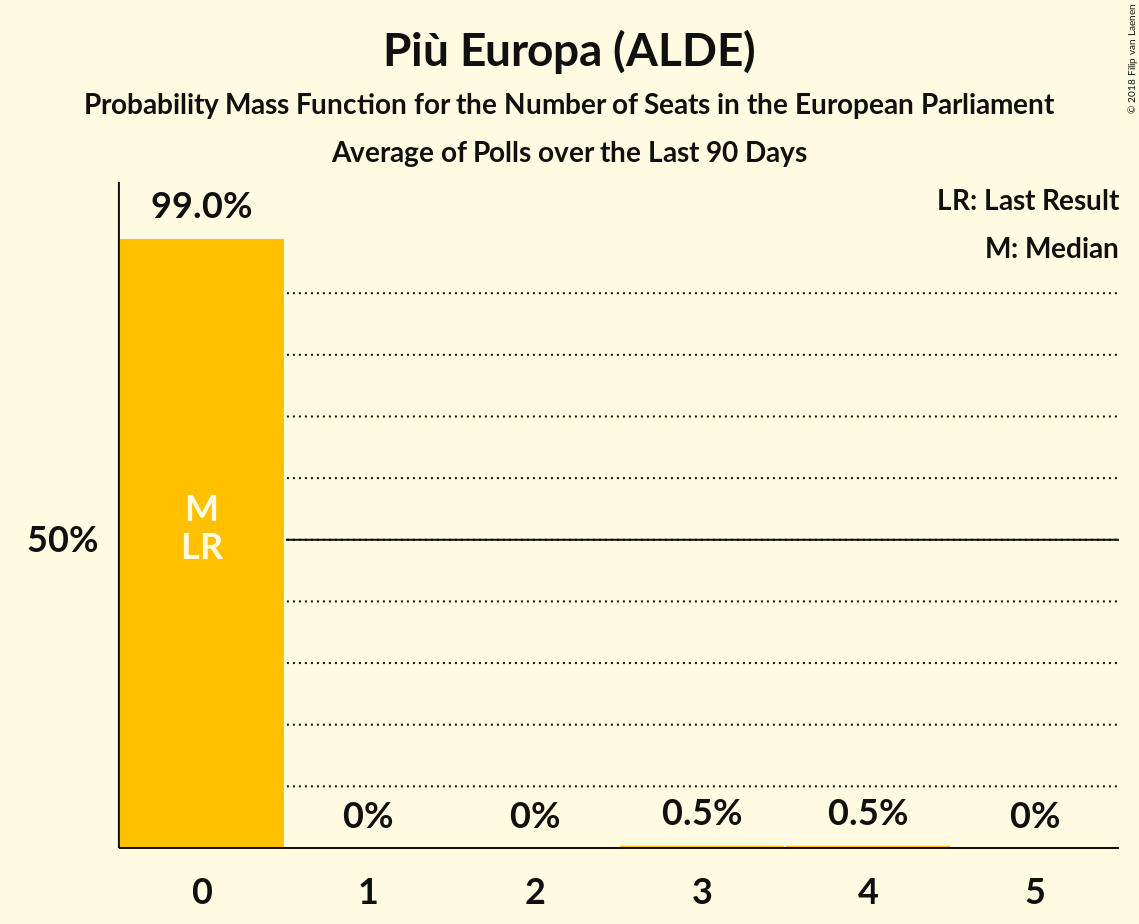 Più Europa (ALDE)
Probability Mass Function for the Number of Seats in the European Parliament
Average of Polls over the Last 90 Days
© 2018 Filip van Laenen
LR: Last Result
M: Median
99.0%
M
LR
50%
0%
0%
0.5%
0.5%
0%
0
1
2
3
4
5